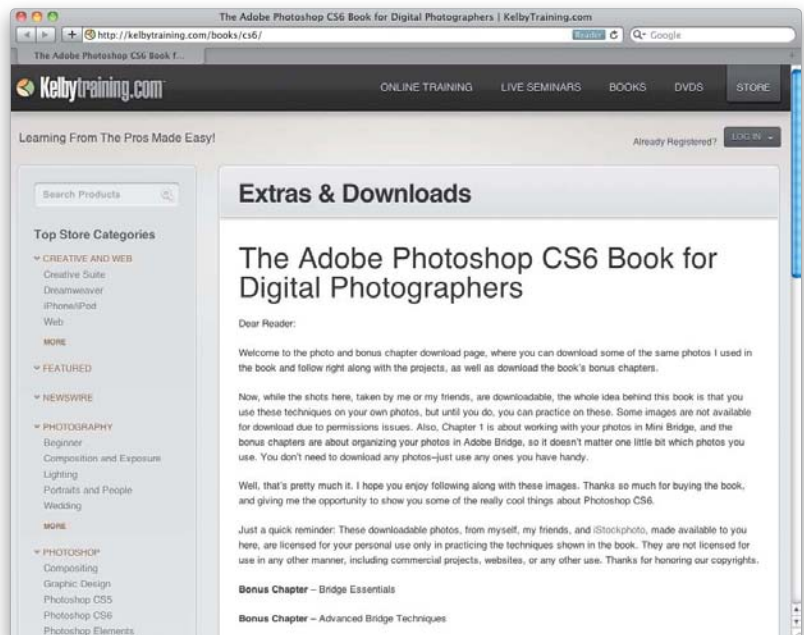 The Adobe Photoshop CS6 Book for Digital Photographers | KelbyTraining.com
http://kelbytraining.com/books/cs6/
Reader
Google
The Adobe Photoshop CS6 Book f...
Kelbytraining.com
ONLINE TRAINING
LIVE SEMINARS
BOOKS
DVDS
STORE
Learning From The Pros Made Easy!
Already Registered?
LOG IN
Search Products
Top Store Categories
CREATIVE AND WEB
Creative Suite
Dreamweaver
iPhone/iPod
Web
MORE
FEATURED
NEWSWIRE
PHOTOGRAPHY
Beginner
Composition and Exposure
Lighting
Portraits and People
Wedding
MORE
PHOTOSHOP
Compositing
Graphic Design
Photoshop CS5
Photoshop CS6
Photoshop Elements
Extras & Downloads
The Adobe Photoshop CS6 Book for
Digital Photographers
Dear Reader:
Welcome to the photo and bonus chapter download page, where you can download some of the same photos I used in
the book and follow right along with the projects, as well as download the book's bonus chapters.
Now, while the shots here, taken by me or my friends, are downloadable, the whole idea behind this book is that you
use these techniques on your own photos, but until you do, you can practice on these. Some images are not available
for download due to permissions issues. Also, Chapter 1 is about working with your photos in Mini Bridge, and the
bonus chapters are about organizing your photos in Adobe Bridge, so it doesn't matter one little bit which photos you
use. You don't need to download any photos–just use any ones you have handy.
Well, that's pretty much it. I hope you enjoy following along with these images. Thanks so much for buying the book,
and giving me the opportunity to show you some of the really cool things about Photoshop CS6.
Just a quick reminder: These downloadable photos, from myself, my friends, and iStockphoto, made available to you
here, are licensed for your personal use only in practicing the techniques shown in the book. They are not licensed for
use in any other manner, including commercial projects, websites, or any other use. Thanks for honoring our copyrights.
Bonus Chapter – Bridge Essentials
Bonus Chapter – Advanced Bridge Techniques